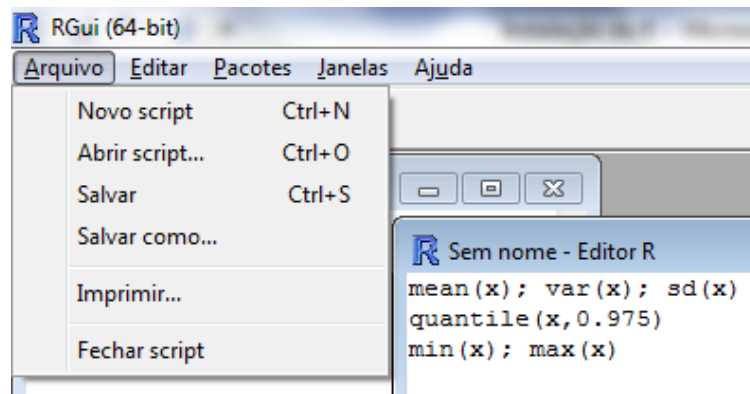 RGui (64-bit)
Arquivo Editar Pacotes Janelas Ajuda
Novo script Ctrl+N
Abrir script... Ctrl+O
Salvar Ctrl+S
Salvar como...
Imprimir...
Fechar script
Sem nome - Editor R
mean(x); var(x); sd(x)
quantile(x,0.975)
min(x); max(x)